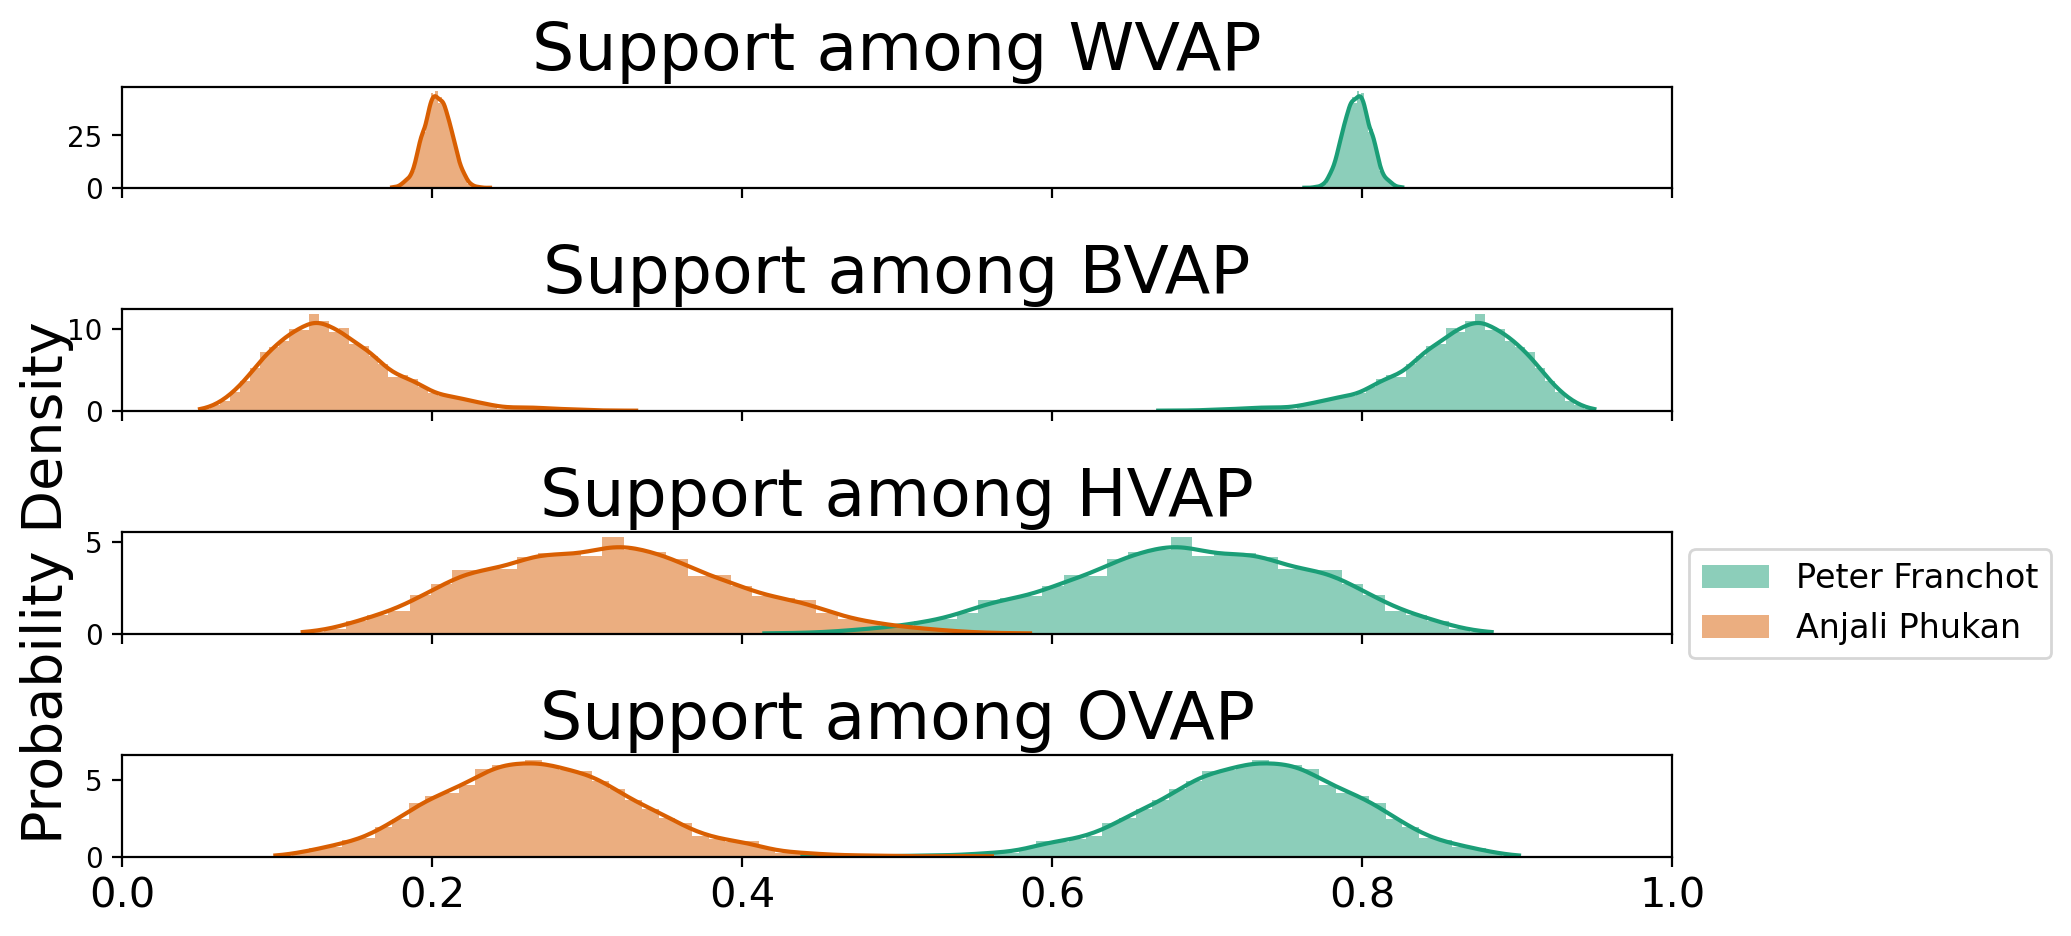 Support among WVAP
25
0
Support among BVAP
10
0
Support among HVAP
5
0
Support among OVAP
5
0
0.0 0.2 0.4 0.6 0.8 1.0
Probability Density
Peter Franchot
Anjali Phukan